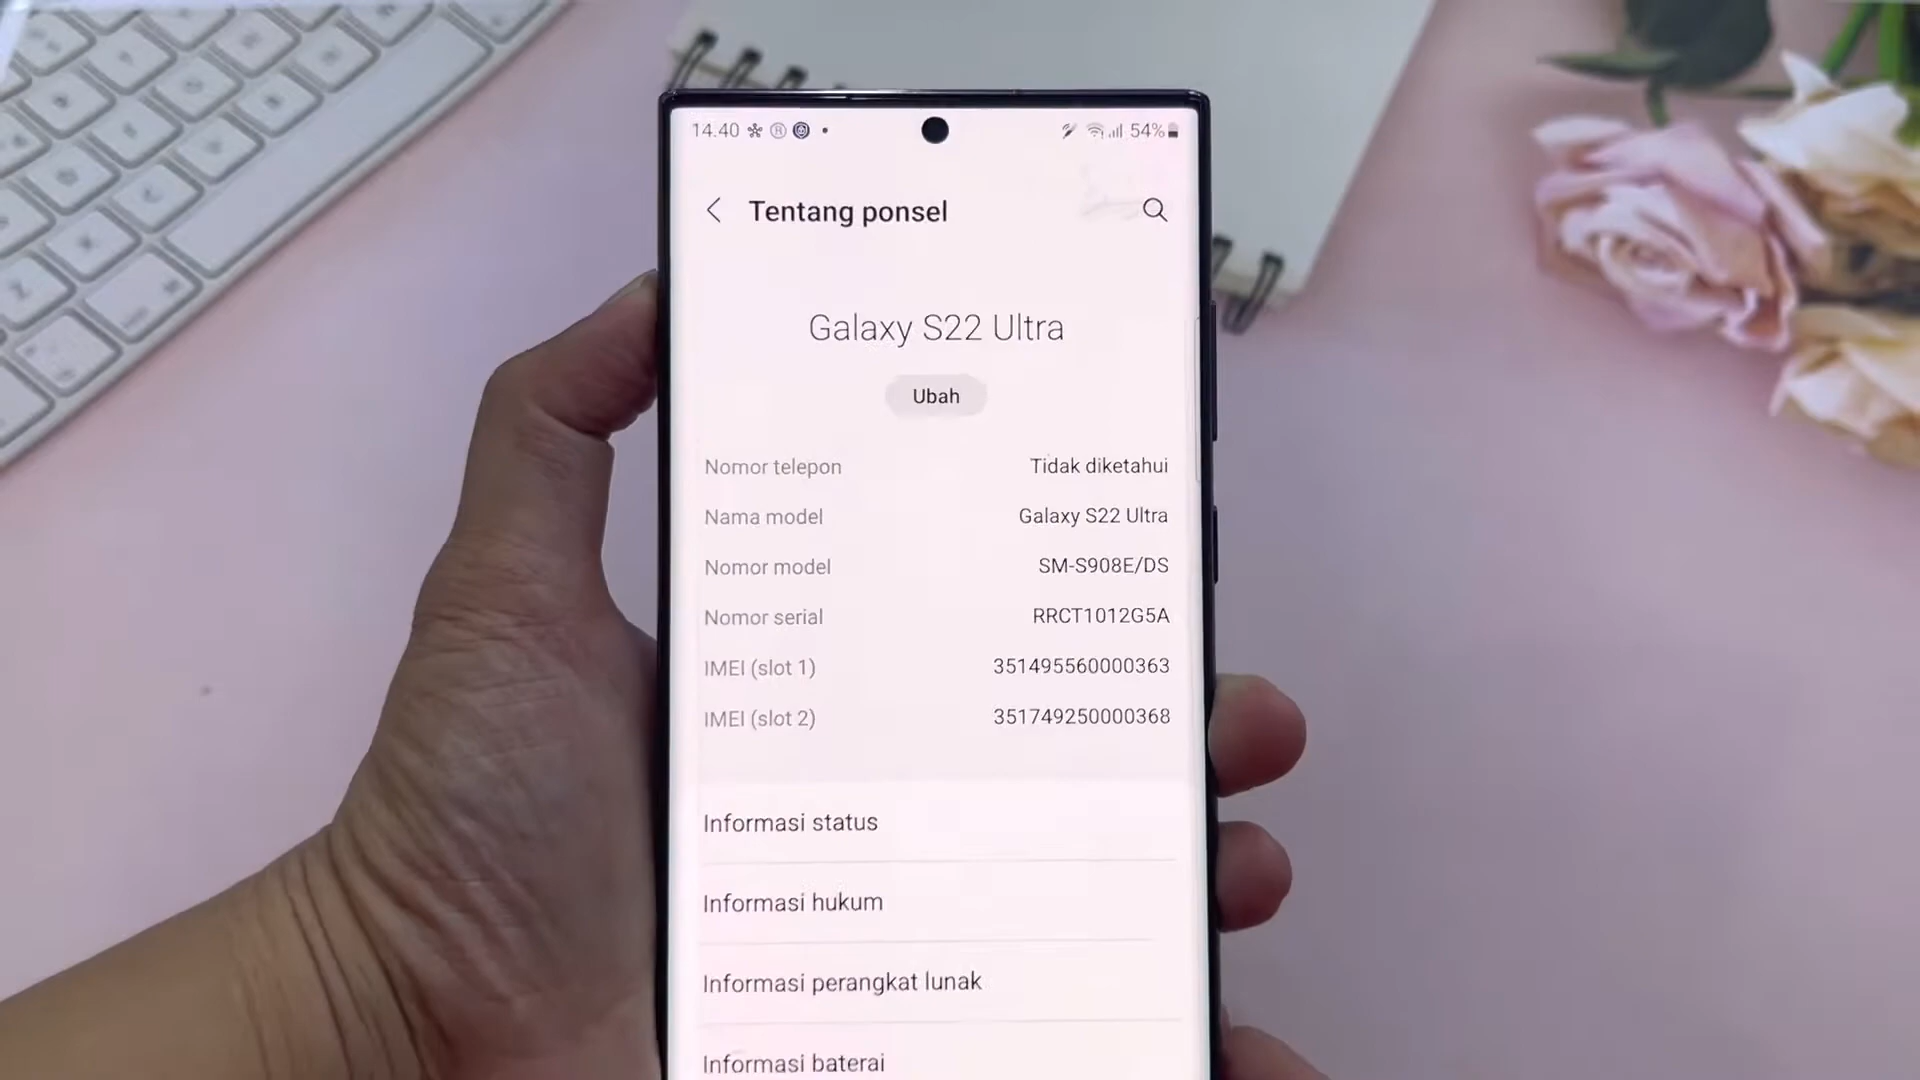 14.40 54%
Tentang ponsel
Galaxy S22 Ultra
Ubah
Nomor telepon Tidak diketahui
Nama model Galaxy S22 Ultra
Nomor model SM-S908E/DS
Nomor serial RRCT1012G5A
IMEI (slot 1) 351495560000363
IMEI (slot 2) 351749250000368
Informasi status
Informasi hukum
Informasi perangkat lunak
Informasi baterai